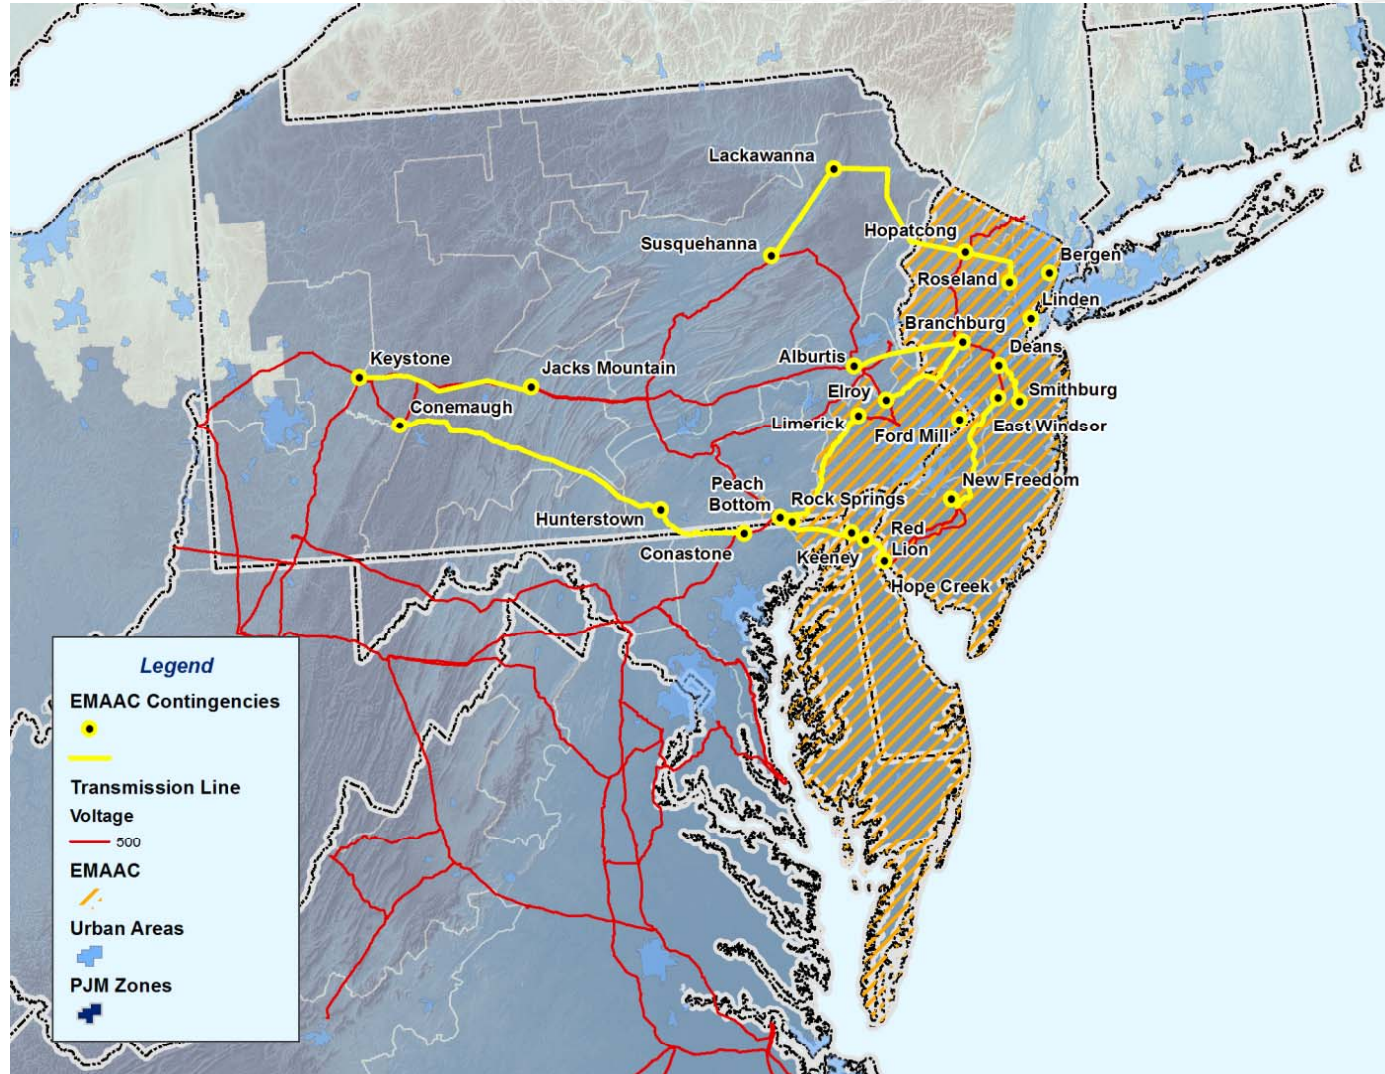 Lackawanna
Susquehanna
Hopatcong
Bergen
Roseland
Linden
Branchburg
Deans
Keystone
Jacks Mountain
Alburtis
Elroy
Smithburg
Conemaugh
Limerick
Ford Mill
East Windsor
Peach
Bottom
Rock Springs
New Freedom
Hunterstown
Red
Lion
Conastone
Keeney
Hope Creek
Legend
EMAAC Contingencies
Transmission Line
Voltage
500
EMAAC
Urban Areas
PJM Zones